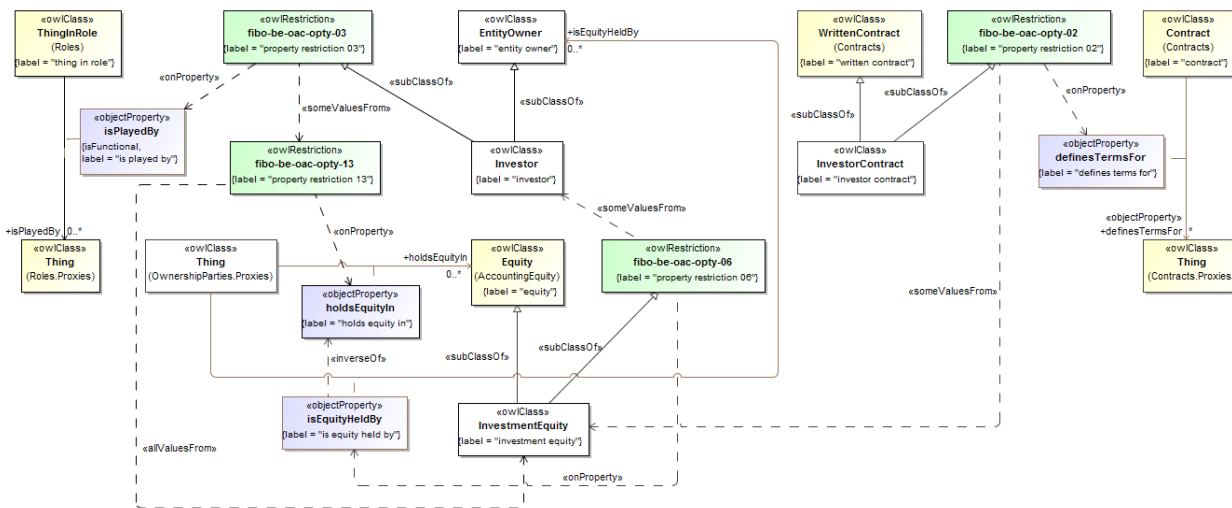 «owlClass»
ThingInRole
(Roles)
{label = "thing in role"}
«owlRestriction»
fibo-be-oac-opty-03
{label = "property restriction 03"}
«owlClass»
EntityOwner
{label = "entity owner"}
+isEquityHeldBy
0..*
«owlClass»
WrittenContract
(Contracts)
{label = "written contract"}
«owlRestriction»
fibo-be-oac-opty-02
{label = "property restriction 02"}
«owlClass»
Contract
(Contracts)
{label = "contract"}
«onProperty»
«subClassOf»
«subClassOf»
«someValuesFrom»
«subClassOf»
«subClassOf»
«onProperty»
«objectProperty»
isPlayedBy
{isFunctional,
label = "is played by"}
«owlRestriction»
fibo-be-oac-opty-13
{label = "property restriction 13"}
«owlClass»
Investor
{label = "investor"}
«owlClass»
InvestorContract
{label = "investor contract"}
«objectProperty»
definesTermsFor
{label = "defines terms for"}
«someValuesFrom»
«onProperty»
+isPlayedBy
0..*
«owlClass»
Thing
(Roles.Proxies)
«owlClass»
Thing
(OwnershipParties.Proxies)
+holdsEquityIn
0..*
«owlClass»
Equity
(AccountingEquity)
{label = "equity"}
«owlRestriction»
fibo-be-oac-opty-06
{label = "property restriction 06"}
«objectProperty»
+definesTermsFor
*
«owlClass»
Thing
(Contracts.Proxies)
«objectProperty»
holdsEquityIn
{label = "holds equity in"}
«someValuesFrom»
«inverseOf»
«subClassOf»
«subClassOf»
«objectProperty»
isEquityHeldBy
{label = "is equity held by"}
«owlClass»
InvestmentEquity
{label = "investment equity"}
«allValuesFrom»
«onProperty»